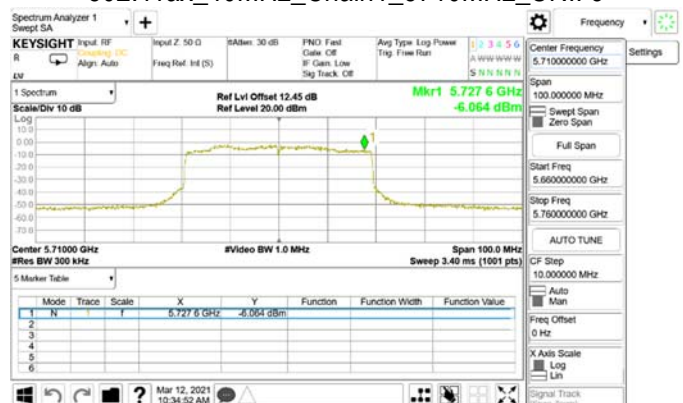 Spectrum Analyzer 1
Swept SA
Frequency
KEYSIGHT
R
Input: RF
Coupling: DC
Align: Auto
Input Z: 50 Ω
Freq Ref: Int (S)
#Atten: 30 dB
PNO: Fast
Gate: Off
IF Gain: Low
Sig Track: Off
Avg Type: Log-Power
Trig: Free Run
1 2 3 4 5 6
A W W W W W
S N N N N N
1 Spectrum
Scale/Div 10 dB
Ref Lvl Offset 12.45 dB
Ref Level 20.00 dBm
Mkr1 5.727 6 GHz
-6.064 dBm
Log
10.0
0.00
-10.0
-20.0
-30.0
-40.0
-50.0
-60.0
-70.0
1
Center 5.71000 GHz
#Res BW 300 kHz
#Video BW 1.0 MHz
Span 100.0 MHz
Sweep 3.40 ms (1001 pts)
5 Marker Table
Mode Trace Scale X Y Function Function Width Function Value
1 N 1 f 5.727 6 GHz -6.064 dBm
2
3
4
5
6
Mar 12, 2021
10:34:52 AM
Center Frequency
5.710000000 GHz
Settings
Span
100.000000 MHz
Swept Span
Zero Span
Full Span
Start Freq
5.660000000 GHz
Stop Freq
5.760000000 GHz
AUTO TUNE
CF Step
10.000000 MHz
Auto
Man
Freq Offset
0 Hz
X Axis Scale
Log
Lin
Signal Track